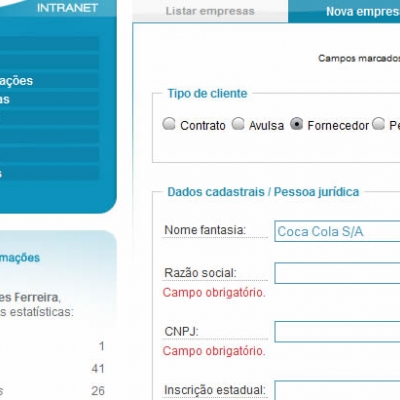 INTRANET
Listar empresas
Nova empres
Campos marcados
Tipo de cliente
Contrato Avulsa Fornecedor Pe
Dados cadastrais / Pessoa jurídica
Nome fantasia: Coca Cola S/A
Razão social:
Campo obrigatório.
CNPJ:
Campo obrigatório.
Inscrição estadual:
ações
as
s
rmações
es Ferreira,
s estatísticas:
1
41
s 26